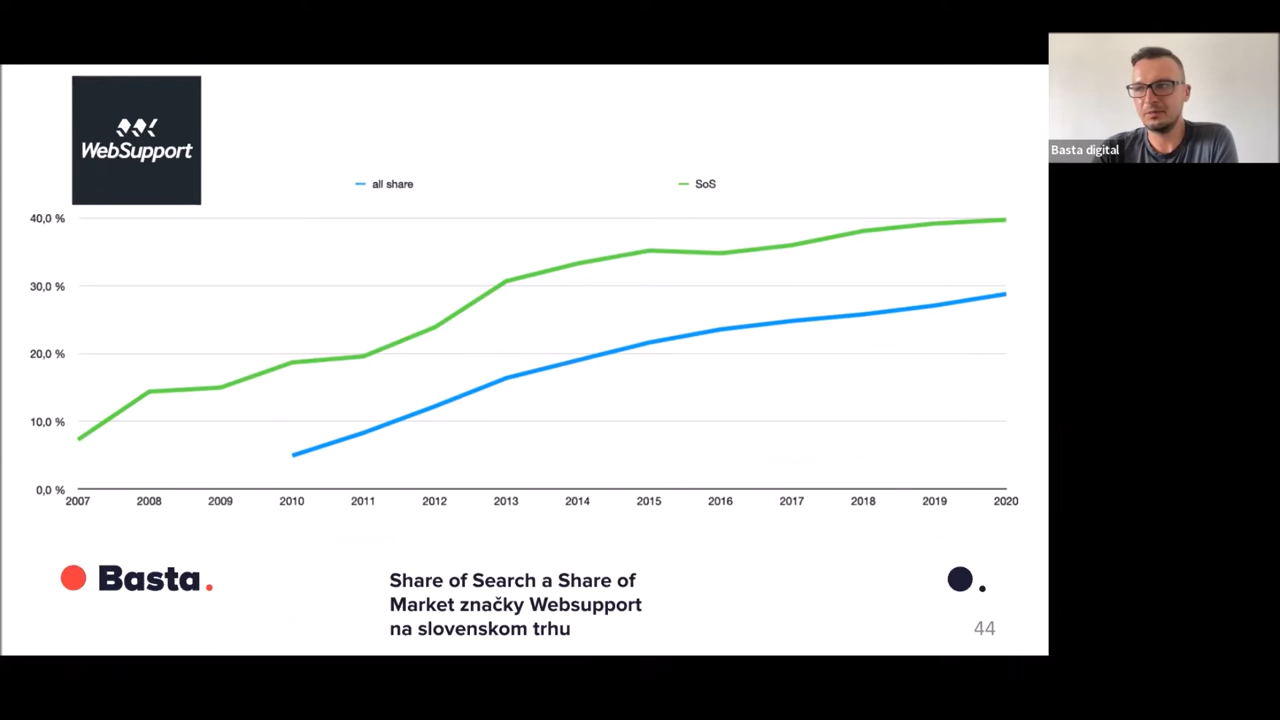 WebSupport
Basta digital
all share
SoS
40,0 %
30,0 %
20,0 %
10,0 %
0,0 %
2007 2008 2009 2010 2011 2012 2013 2014 2015 2016 2017 2018 2019 2020
Basta.
Share of Search a Share of
Market značky Websupport
na slovenskom trhu
44